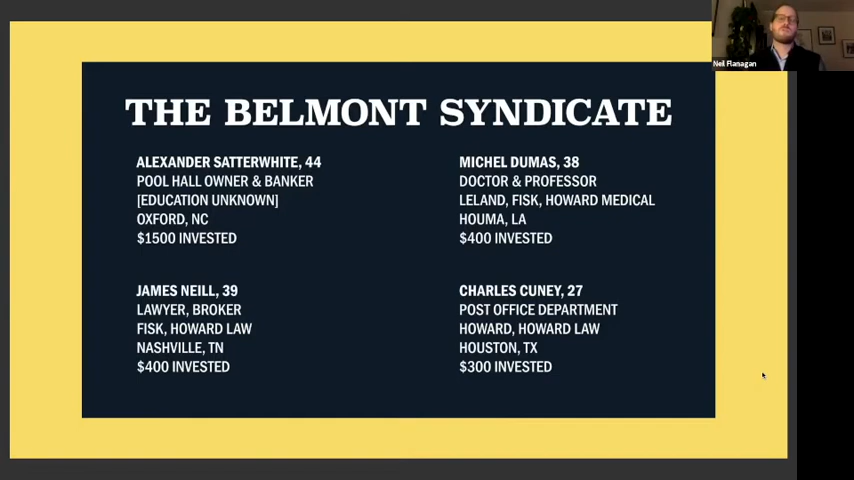 Neil Flanagan
THE BELMONT SYNDICATE
ALEXANDER SATTERWHITE, 44
POOL HALL OWNER & BANKER
[EDUCATION UNKNOWN]
OXFORD, NC
$1500 INVESTED
MICHEL DUMAS, 38
DOCTOR & PROFESSOR
LELAND, FISK, HOWARD MEDICAL
HOUMA, LA
$400 INVESTED
JAMES NEILL, 39
LAWYER, BROKER
FISK, HOWARD LAW
NASHVILLE, TN
$400 INVESTED
CHARLES CUNEY, 27
POST OFFICE DEPARTMENT
HOWARD, HOWARD LAW
HOUSTON, TX
$300 INVESTED